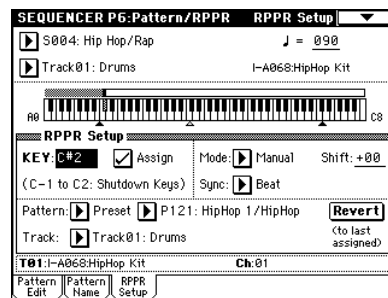 SEQUENCER P6:Pattern/RPPR RPPR Setup
S004: Hip Hop/Rap ♩ = 090
Track01: Drums I-A068:HipHop Kit
A0 C8
RPPR Setup
KEY: C#2 Assign Mode: Manual Shift: +00
(C-1 to C2: Shutdown Keys) Sync: Beat
Pattern: Preset P121: HipHop 1/HipHop Revert
Track: Track01: Drums (to last assigned)
T01:I-A068:HipHop Kit Ch:01
Pattern Edit Pattern Name RPPR Setup